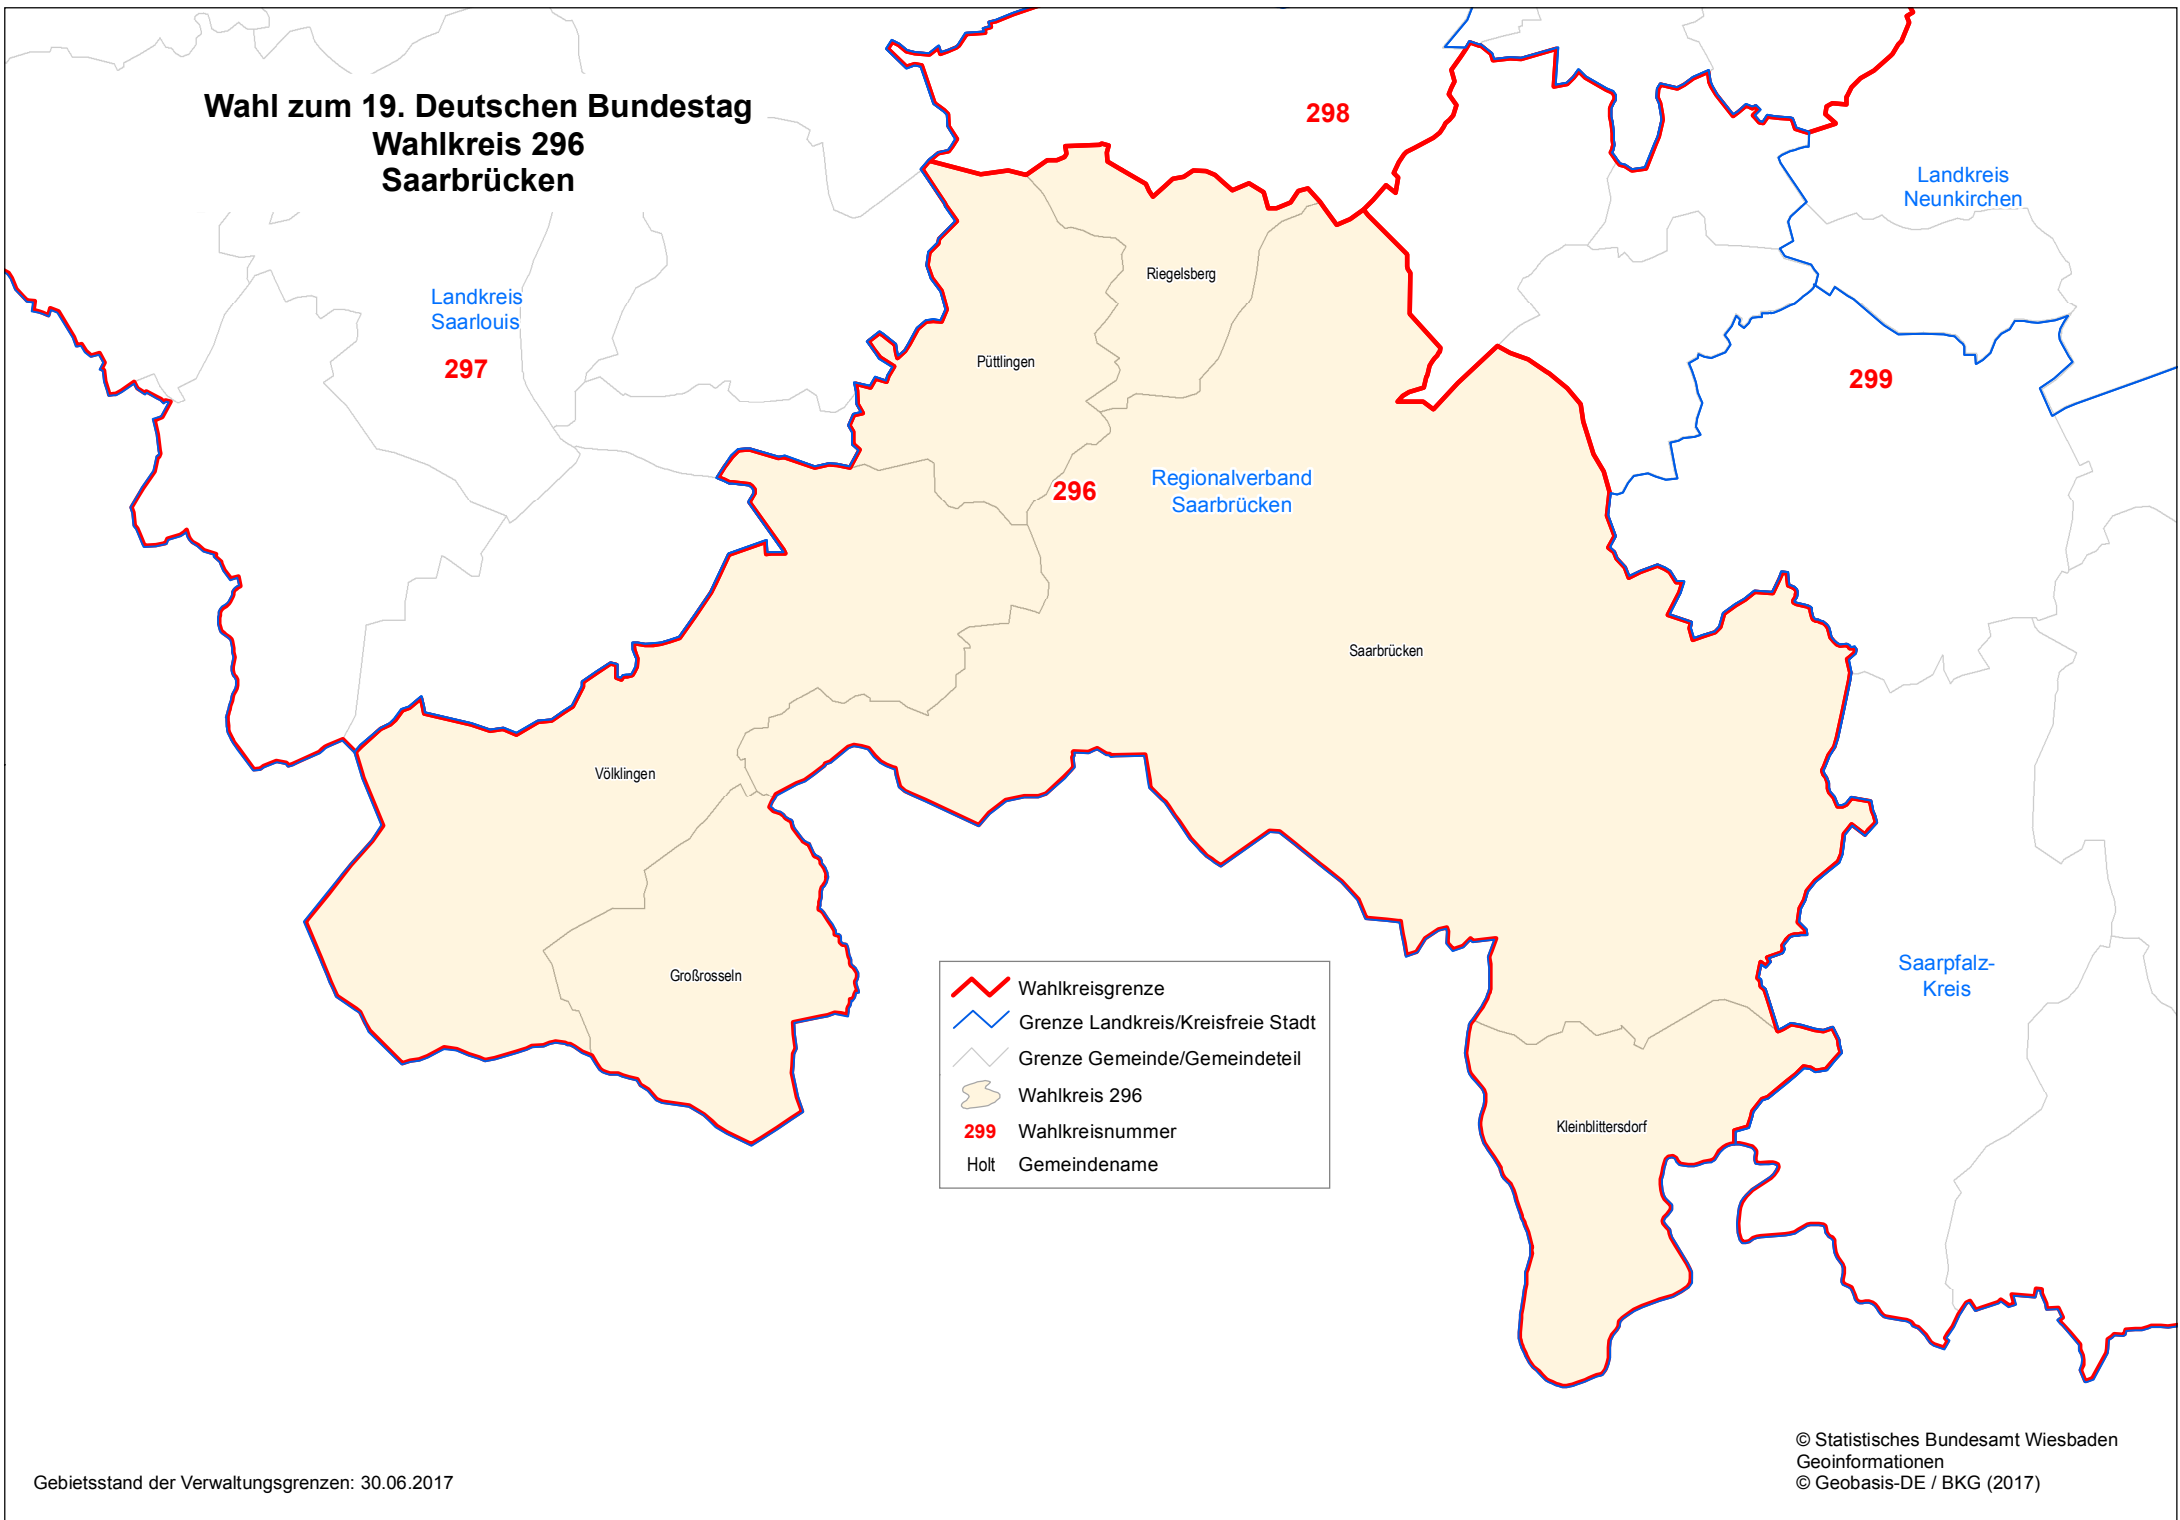 Wahl zum 19. Deutschen Bundestag
Wahlkreis 296
Saarbrücken
298
Landkreis
Neunkirchen
Landkreis
Saarlouis
297
Riegelsberg
Püttlingen
299
296
Regionalverband
Saarbrücken
Saarbrücken
Völklingen
Großrosseln
Saarpfalz-
Kreis
Kleinblittersdorf
Wahlkreisgrenze
Grenze Landkreis/Kreisfreie Stadt
Grenze Gemeinde/Gemeindeteil
Wahlkreis 296
299 Wahlkreisnummer
Holt Gemeindename
Gebietsstand der Verwaltungsgrenzen: 30.06.2017
© Statistisches Bundesamt Wiesbaden
Geoinformationen
© Geobasis-DE / BKG (2017)